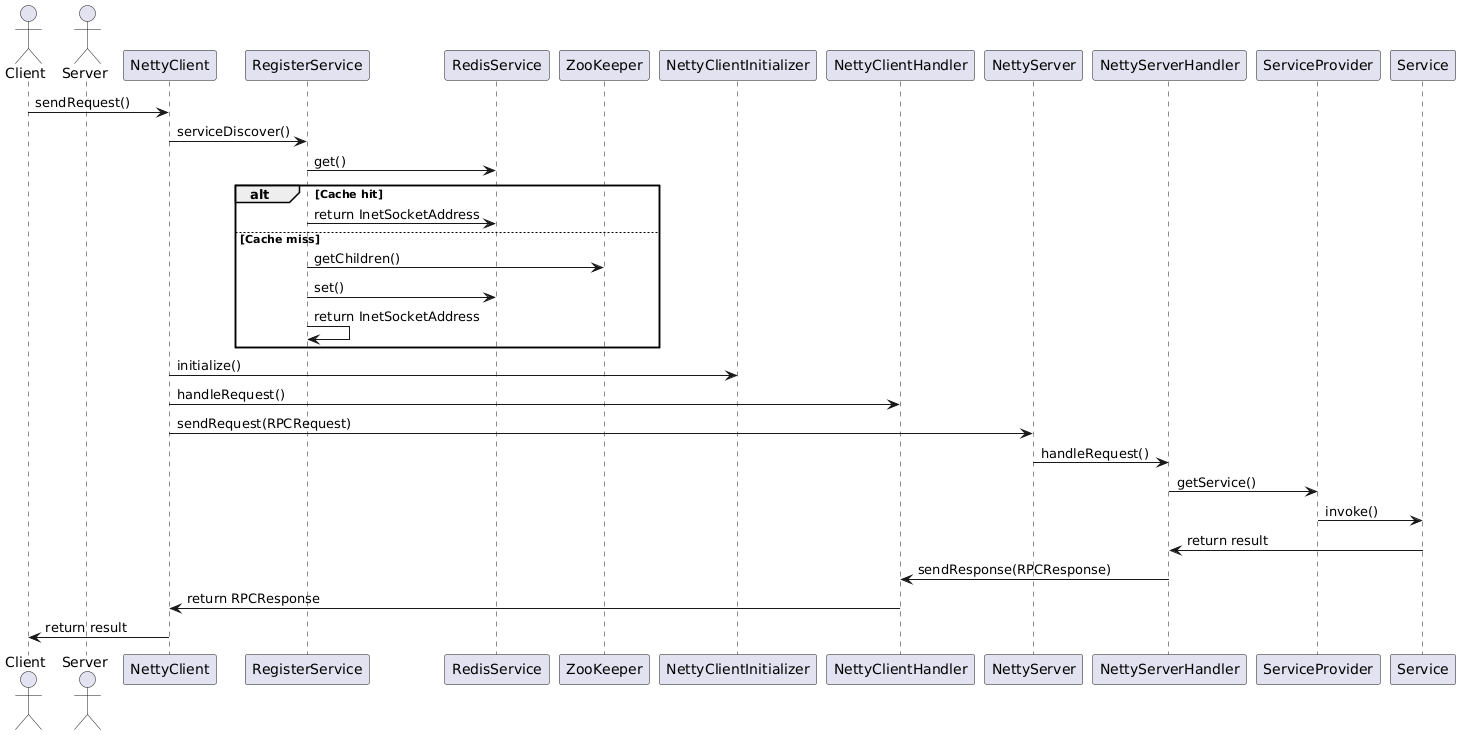 Client
Server
NettyClient
RegisterService
RedisService
ZooKeeper
NettyClientInitializer
NettyClientHandler
NettyServer
NettyServerHandler
ServiceProvider
Service
sendRequest()
serviceDiscover()
get()
alt
[Cache hit]
return InetSocketAddress
[Cache miss]
getChildren()
set()
return InetSocketAddress
initialize()
handleRequest()
sendRequest(RPCRequest)
handleRequest()
getService()
invoke()
return result
sendResponse(RPCResponse)
return RPCResponse
return result
Client
Server
NettyClient
RegisterService
RedisService
ZooKeeper
NettyClientInitializer
NettyClientHandler
NettyServer
NettyServerHandler
ServiceProvider
Service